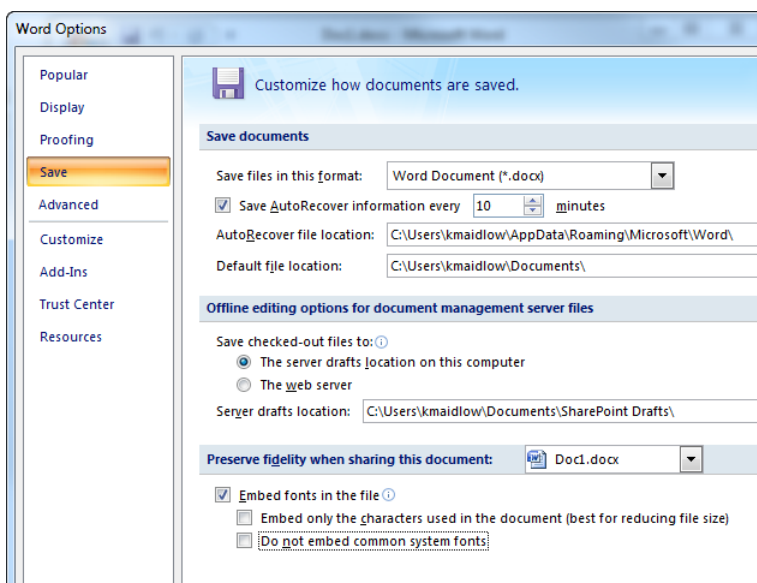 Word Options
Doc1.docx - Microsoft Word
Popular
Display
Proofing
Save
Advanced
Customize
Add-Ins
Trust Center
Resources
Customize how documents are saved.
Save documents
Save files in this format: Word Document (*.docx)
Save AutoRecover information every 10 minutes
AutoRecover file location: C:\Users\kmaidlow\AppData\Roaming\Microsoft\Word\
Default file location: C:\Users\kmaidlow\Documents\
Offline editing options for document management server files
Save checked-out files to:
The server drafts location on this computer
The web server
Server drafts location: C:\Users\kmaidlow\Documents\SharePoint Drafts\
Preserve fidelity when sharing this document: Doc1.docx
Embed fonts in the file
Embed only the characters used in the document (best for reducing file size)
Do not embed common system fonts